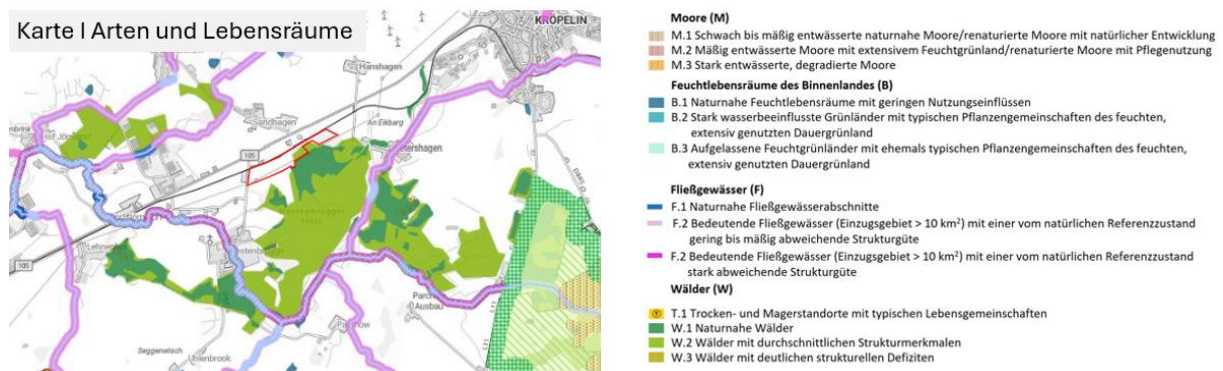 Karte I Arten und Lebensräume
KRÖPELIN
Hanshagen
An Eikbarg
Sandhagen
105
Lehnen
105
Parch
Ausbau
Seggenwisch
Uhlenbrook
Moore (M)
M.1 Schwach bis mäßig entwässerte naturnahe Moore/renaturierte Moore mit natürlicher Entwicklung
M.2 Mäßig entwässerte Moore mit extensivem Feuchtgrünland/renaturierte Moore mit Pflegenutzung
M.3 Stark entwässerte, degradierte Moore
Feuchtlebensräume des Binnenlandes (B)
B.1 Naturnahe Feuchtlebensräume mit geringen Nutzungseinflüssen
B.2 Stark wasserbeeinflusste Grünländer mit typischen Pflanzengemeinschaften des feuchten,
extensiv genutzten Dauergrünland
B.3 Aufgelassene Feuchtgrünländer mit ehemals typischen Pflanzengemeinschaften des feuchten,
extensiv genutzten Dauergrünland
Fließgewässer (F)
F.1 Naturnahe Fließgewässerabschnitte
F.2 Bedeutende Fließgewässer (Einzugsgebiet > 10 km²) mit einer vom natürlichen Referenzzustand
gering bis mäßig abweichende Strukturgüte
F.2 Bedeutende Fließgewässer (Einzugsgebiet > 10 km²) mit einer vom natürlichen Referenzzustand
stark abweichende Strukturgüte
Wälder (W)
T.1 Trocken- und Magerstandorte mit typischen Lebensgemeinschaften
W.1 Naturnahe Wälder
W.2 Wälder mit durchschnittlichen Strukturmerkmalen
W.3 Wälder mit deutlichen strukturellen Defiziten